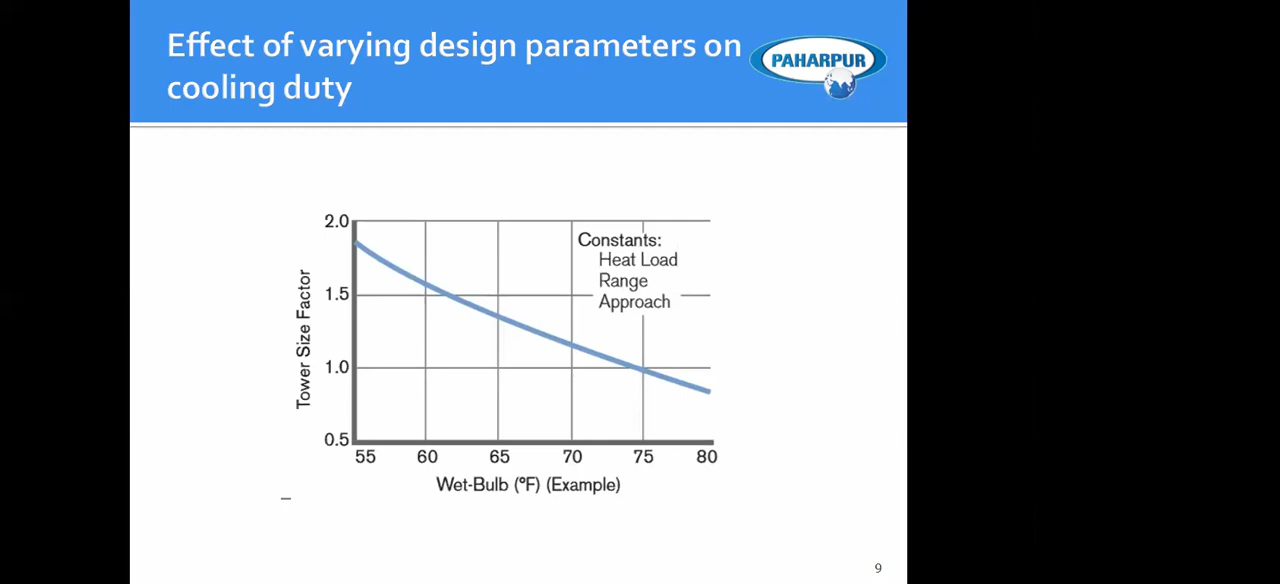 Effect of varying design parameters on
cooling duty
PAHARPUR
2.0
1.5
1.0
0.5
Tower Size Factor
Constants:
Heat Load
Range
Approach
55 60 65 70 75 80
Wet-Bulb (°F) (Example)
9